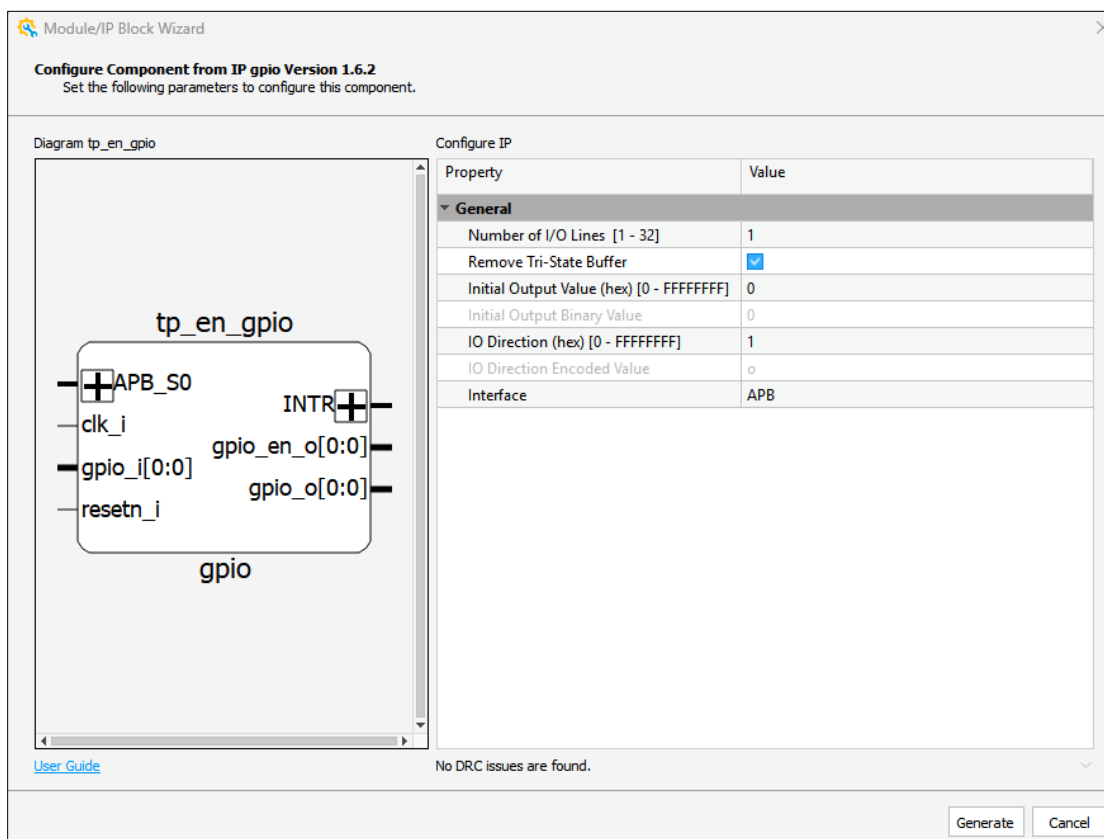 Module/IP Block Wizard
Configure Component from IP gpio Version 1.6.2
Set the following parameters to configure this component.
Diagram tp_en_gpio
tp_en_gpio
APB_S0
clk_i
gpio_i[0:0]
resetn_i
INTR
gpio_en_o[0:0]
gpio_o[0:0]
gpio
User Guide
Configure IP
Property Value
General
Number of I/O Lines [1 - 32] 1
Remove Tri-State Buffer
Initial Output Value (hex) [0 - FFFFFFFF] 0
Initial Output Binary Value 0
IO Direction (hex) [0 - FFFFFFFF] 1
IO Direction Encoded Value o
Interface APB
No DRC issues are found.
Generate Cancel